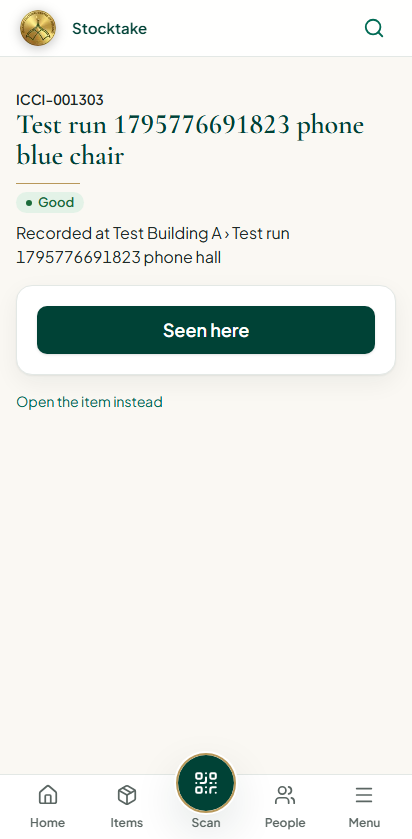 Stocktake
ICCI-001303
Test run 1795776691823 phone
blue chair
Good
Recorded at Test Building A › Test run
1795776691823 phone hall
Seen here
Open the item instead
Home
Items
Scan
People
Menu